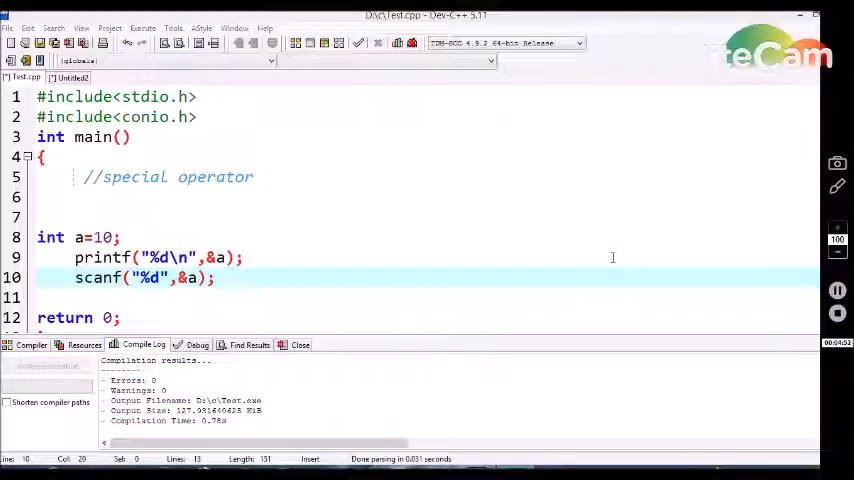 D:\c\Test.cpp - Dev-C++ 5.11
File Edit Search View Project Execute Tools AStyle Window Help
TDM-GCC 4.9.2 64-bit Release
(globals)
[*] Test.cpp [*] Untitled2
iteCam
1 #include<stdio.h>
2 #include<conio.h>
3 int main()
4 {
5 //special operator
6
7
8 int a=10;
9 printf("%d\n",&a);
10 scanf("%d",&a);
11
12 return 0;
100
00:04:52
Compiler Resources Compile Log Debug Find Results Close
Compilation results...
--------
- Errors: 0
- Warnings: 0
- Output Filename: D:\c\Test.exe
- Output Size: 127.931640625 KiB
- Compilation Time: 0.78s
Shorten compiler paths
Line: 10 Col: 20 Sel: 0 Lines: 13 Length: 151 Insert Done parsing in 0.031 seconds